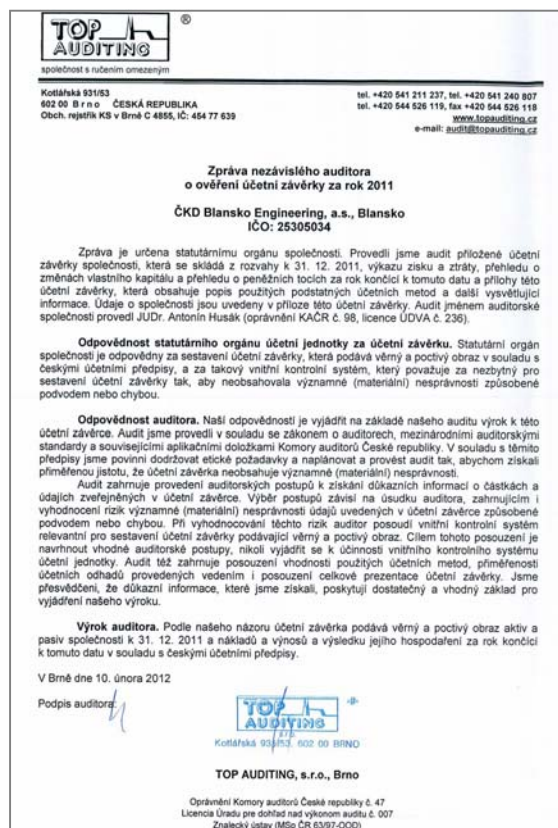 TOP
AUDITING
®
společnost s ručením omezeným
Kotlářská 931/53
602 00 B r n o ČESKÁ REPUBLIKA
Obch. rejstřík KS v Brně C 4855, IČ: 454 77 639
tel. +420 541 211 237, tel. +420 541 240 807
tel. +420 544 526 119, fax +420 544 526 118
www.topauditing.cz
e-mail: audit@topauditing.cz
Zpráva nezávislého auditora
o ověření účetní závěrky za rok 2011
ČKD Blansko Engineering, a.s., Blansko
IČO: 25305034
Zpráva je určena statutárnímu orgánu společnosti. Provedli jsme audit přiložené účetní
závěrky společnosti, která se skládá z rozvahy k 31. 12. 2011, výkazu zisku a ztráty, přehledu o
změnách vlastního kapitálu a přehledu o peněžních tocích za rok končící k tomuto datu a přílohy této
účetní závěrky, která obsahuje popis použitých podstatných účetních metod a další vysvětlující
informace. Údaje o společnosti jsou uvedeny v příloze této účetní závěrky. Audit jménem auditorské
společnosti provedl JUDr. Antonín Husák (oprávnění KAČR č. 98, licence ÚDVA č. 236).
Odpovědnost statutárního orgánu účetní jednotky za účetní závěrku. Statutární orgán
společnosti je odpovědný za sestavení účetní závěrky, která podává věrný a poctivý obraz v souladu s
českými účetními předpisy, a za takový vnitřní kontrolní systém, který považuje za nezbytný pro
sestavení účetní závěrky tak, aby neobsahovala významné (materiální) nesprávnosti způsobené
podvodem nebo chybou.
Odpovědnost auditora. Naší odpovědností je vyjádřit na základě našeho auditu výrok k této
účetní závěrce. Audit jsme provedli v souladu se zákonem o auditorech, mezinárodními auditorskými
standardy a souvisejícími aplikačními doložkami Komory auditorů České republiky. V souladu s těmito
předpisy jsme povinni dodržovat etické požadavky a naplánovat a provést audit tak, abychom získali
přiměřenou jistotu, že účetní závěrka neobsahuje významné (materiální) nesprávnosti.
Audit zahrnuje provedení auditorských postupů k získání důkazních informací o částkách a
údajích zveřejněných v účetní závěrce. Výběr postupů závisí na úsudku auditora, zahrnujícím i
vyhodnocení rizik významné (materiální) nesprávnosti údajů uvedených v účetní závěrce způsobené
podvodem nebo chybou. Při vyhodnocování těchto rizik auditor posoudí vnitřní kontrolní systém
relevantní pro sestavení účetní závěrky podávající věrný a poctivý obraz. Cílem tohoto posouzení je
navrhnout vhodné auditorské postupy, nikoli vyjádřit se k účinnosti vnitřního kontrolního systému
účetní jednotky. Audit též zahrnuje posouzení vhodnosti použitých účetních metod, přiměřenosti
účetních odhadů provedených vedením i posouzení celkové prezentace účetní závěrky. Jsme
přesvědčeni, že důkazní informace, které jsme získali, poskytují dostatečný a vhodný základ pro
vyjádření našeho výroku.
Výrok auditora. Podle našeho názoru účetní závěrka podává věrný a poctivý obraz aktiv a
pasiv společnosti k 31. 12. 2011 a nákladů a výnosů a výsledku jejího hospodaření za rok končící
k tomuto datu v souladu s českými účetními předpisy.
V Brně dne 10. února 2012
Podpis auditora:
TOP
AUDITING
s.r.o.
Kotlářská 931/53, 602 00 BRNO
TOP AUDITING, s.r.o., Brno
Oprávnění Komory auditorů České republiky č. 47
Licencia Úradu pre dohľad nad výkonom auditu č. 007
Znalecký ústav (MSp ČR 63/97-OOD)